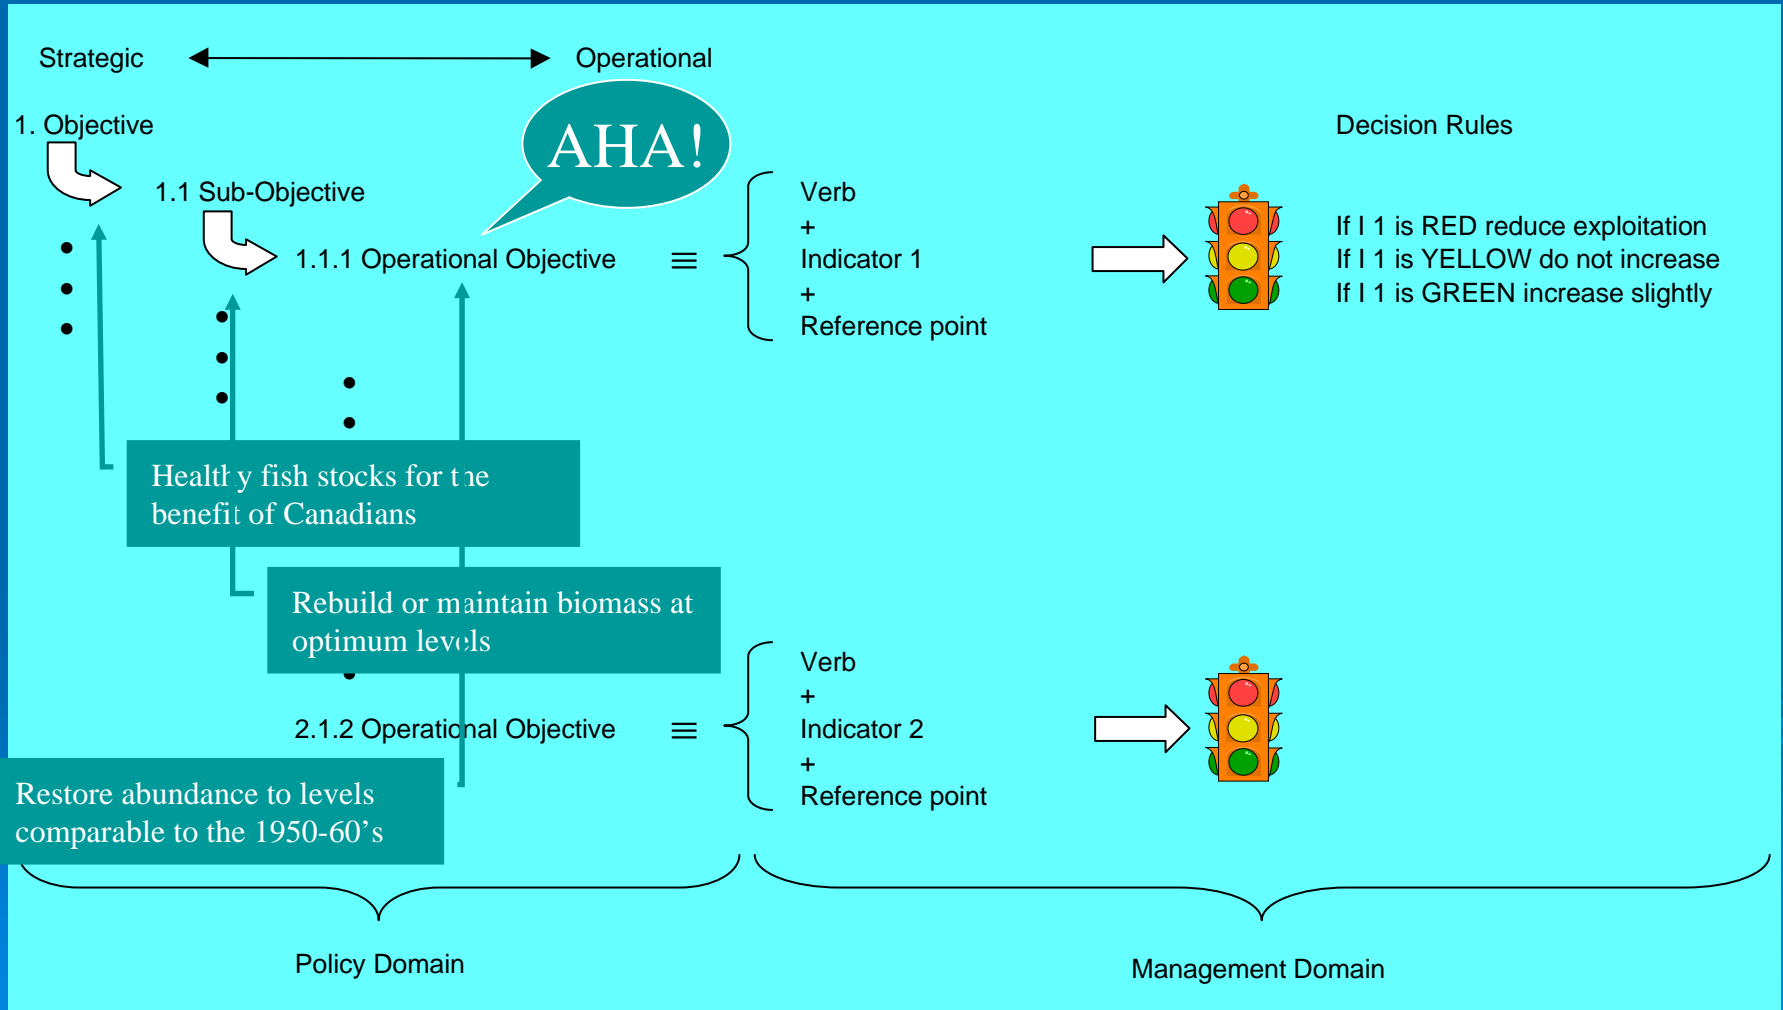 Strategic
Operational
1. Objective
AHA!
Decision Rules
1.1 Sub-Objective
Verb
+
If I 1 is RED reduce exploitation
1.1.1 Operational Objective
≡
Indicator 1
If I 1 is YELLOW do not increase
+
If I 1 is GREEN increase slightly
Reference point
Healthy fish stocks for the
benefit of Canadians
Rebuild or maintain biomass at
optimum levels
Verb
+
2.1.2 Operational Objective
≡
Indicator 2
+
Reference point
Restore abundance to levels
comparable to the 1950-60's
Policy Domain
Management Domain